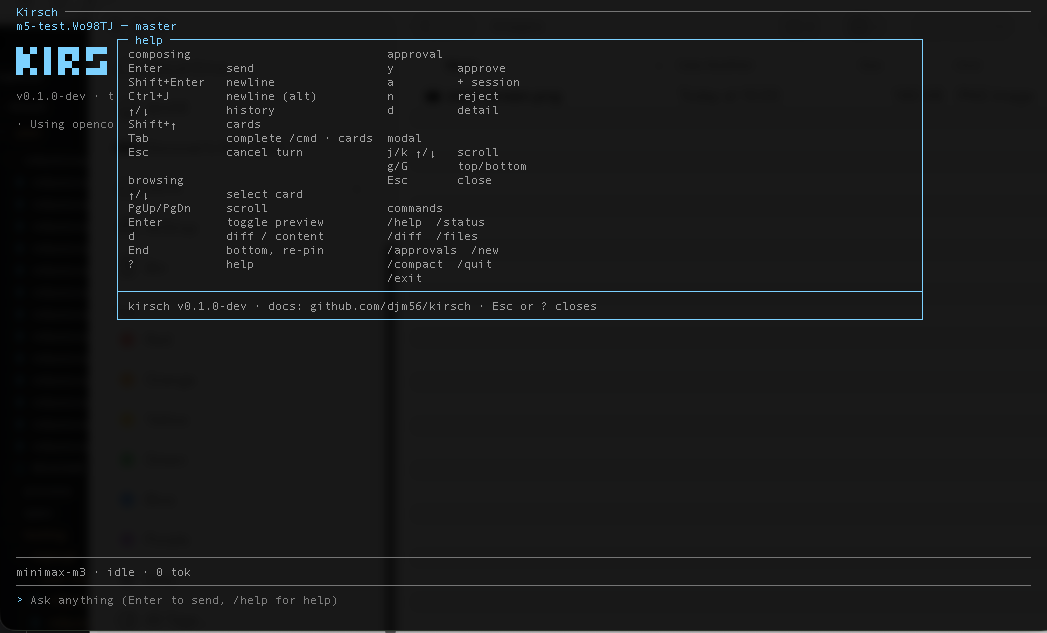 Kirsch
m5-test.Wo98TJ — master
help
KIRS
v0.1.0-dev · t
· Using openco
composing
Enter send
Shift+Enter newline
Ctrl+J newline (alt)
↑/↓ history
Shift+↑ cards
Tab complete /cmd · cards
Esc cancel turn
browsing
↑/↓ select card
PgUp/PgDn scroll
Enter toggle preview
d diff / content
End bottom, re-pin
? help
approval
y approve
a + session
n reject
d detail
modal
j/k ↑/↓ scroll
g/G top/bottom
Esc close
commands
/help /status
/diff /files
/approvals /new
/compact /quit
/exit
kirsch v0.1.0-dev · docs: github.com/djm56/kirsch · Esc or ? closes
minimax-m3 · idle · 0 tok
> Ask anything (Enter to send, /help for help)